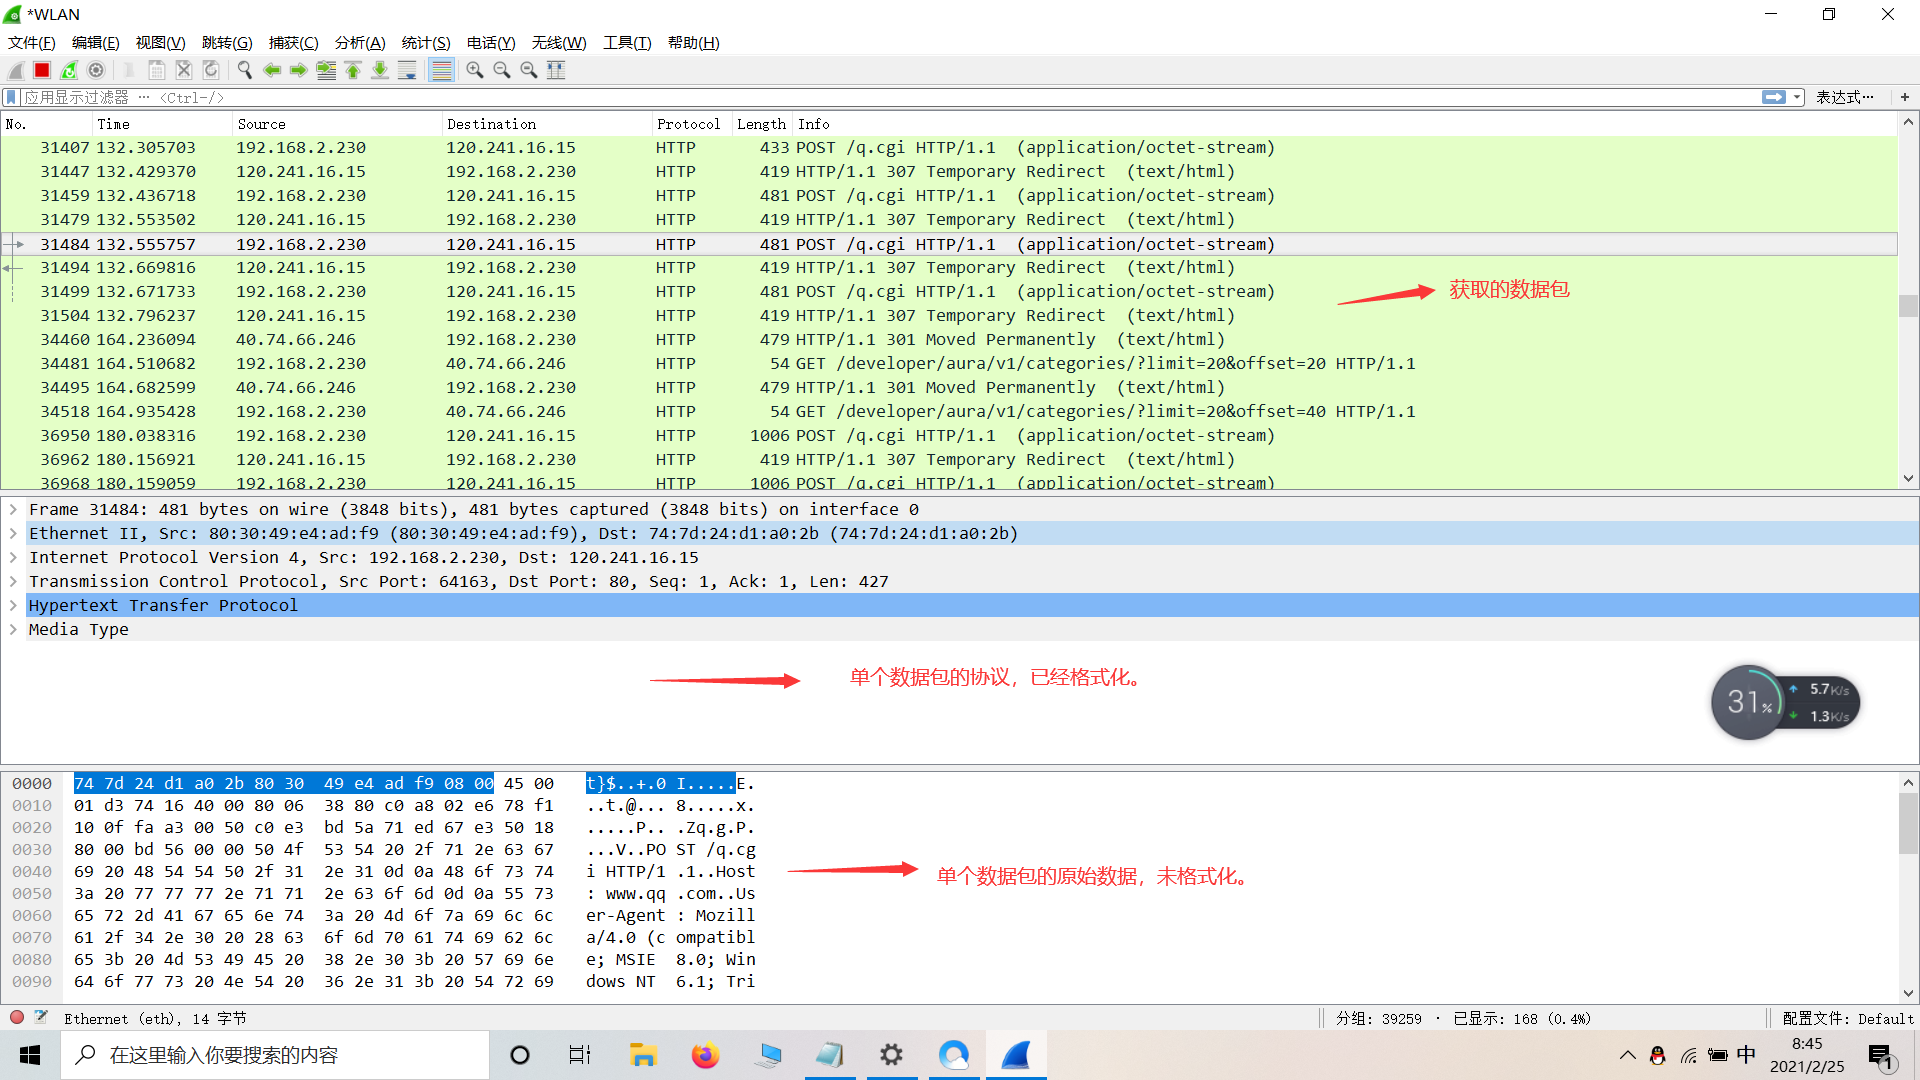 *WLAN
文件(F) 编辑(E) 视图(V) 跳转(G) 捕获(C) 分析(A) 统计(S) 电话(Y) 无线(W) 工具(T) 帮助(H)
应用显示过滤器 … <Ctrl-/> 表达式… +
No. Time Source Destination Protocol Length Info
31407 132.305703 192.168.2.230 120.241.16.15 HTTP 433 POST /q.cgi HTTP/1.1 (application/octet-stream)
31447 132.429370 120.241.16.15 192.168.2.230 HTTP 419 HTTP/1.1 307 Temporary Redirect (text/html)
31459 132.436718 192.168.2.230 120.241.16.15 HTTP 481 POST /q.cgi HTTP/1.1 (application/octet-stream)
31479 132.553502 120.241.16.15 192.168.2.230 HTTP 419 HTTP/1.1 307 Temporary Redirect (text/html)
31484 132.555757 192.168.2.230 120.241.16.15 HTTP 481 POST /q.cgi HTTP/1.1 (application/octet-stream)
31494 132.669816 120.241.16.15 192.168.2.230 HTTP 419 HTTP/1.1 307 Temporary Redirect (text/html)
31499 132.671733 192.168.2.230 120.241.16.15 HTTP 481 POST /q.cgi HTTP/1.1 (application/octet-stream)
获取的数据包
31504 132.796237 120.241.16.15 192.168.2.230 HTTP 419 HTTP/1.1 307 Temporary Redirect (text/html)
34460 164.236094 40.74.66.246 192.168.2.230 HTTP 479 HTTP/1.1 301 Moved Permanently (text/html)
34481 164.510682 192.168.2.230 40.74.66.246 HTTP 54 GET /developer/aura/v1/categories/?limit=20&offset=20 HTTP/1.1
34495 164.682599 40.74.66.246 192.168.2.230 HTTP 479 HTTP/1.1 301 Moved Permanently (text/html)
34518 164.935428 192.168.2.230 40.74.66.246 HTTP 54 GET /developer/aura/v1/categories/?limit=20&offset=40 HTTP/1.1
36950 180.038316 192.168.2.230 120.241.16.15 HTTP 1006 POST /q.cgi HTTP/1.1 (application/octet-stream)
36962 180.156921 120.241.16.15 192.168.2.230 HTTP 419 HTTP/1.1 307 Temporary Redirect (text/html)
36968 180.159059 192.168.2.230 120.241.16.15 HTTP 1006 POST /q.cgi HTTP/1.1 (application/octet-stream)
Frame 31484: 481 bytes on wire (3848 bits), 481 bytes captured (3848 bits) on interface 0
Ethernet II, Src: 80:30:49:e4:ad:f9 (80:30:49:e4:ad:f9), Dst: 74:7d:24:d1:a0:2b (74:7d:24:d1:a0:2b)
Internet Protocol Version 4, Src: 192.168.2.230, Dst: 120.241.16.15
Transmission Control Protocol, Src Port: 64163, Dst Port: 80, Seq: 1, Ack: 1, Len: 427
Hypertext Transfer Protocol
Media Type
单个数据包的协议，已经格式化。
31% 5.7K/s
1.3K/s
0000 74 7d 24 d1 a0 2b 80 30 49 e4 ad f9 08 00 45 00 t}$..+.0 I.....E.
0010 01 d3 74 16 40 00 80 06 38 80 c0 a8 02 e6 78 f1 ..t.@... 8.....x.
0020 10 0f fa a3 00 50 c0 e3 bd 5a 71 ed 67 e3 50 18 .....P.. .Zq.g.P.
0030 80 00 bd 56 00 00 50 4f 53 54 20 2f 71 2e 63 67 ...V..PO ST /q.cg
0040 69 20 48 54 54 50 2f 31 2e 31 0d 0a 48 6f 73 74 i HTTP/1 .1..Host
0050 3a 20 77 77 77 2e 71 71 2e 63 6f 6d 0d 0a 55 73 : www.qq .com..Us
0060 65 72 2d 41 67 65 6e 74 3a 20 4d 6f 7a 69 6c 6c er-Agent : Mozill
0070 61 2f 34 2e 30 20 28 63 6f 6d 70 61 74 69 62 6c a/4.0 (c ompatibl
0080 65 3b 20 4d 53 49 45 20 38 2e 30 3b 20 57 69 6e e; MSIE 8.0; Win
0090 64 6f 77 73 20 4e 54 20 36 2e 31 3b 20 54 72 69 dows NT 6.1; Tri
单个数据包的原始数据，未格式化。
Ethernet (eth), 14 字节 分组: 39259 · 已显示: 168 (0.4%) 配置文件: Default
在这里输入你要搜索的内容 中 8:45
2021/2/25 1